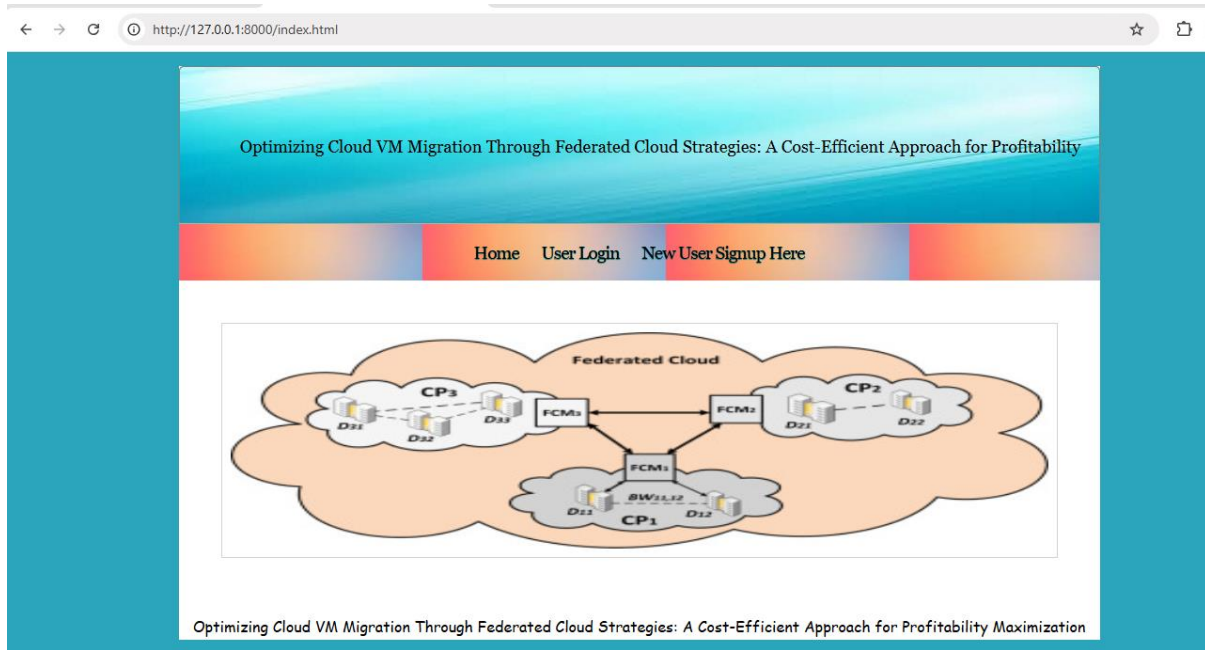 http://127.0.0.1:8000/index.html
Optimizing Cloud VM Migration Through Federated Cloud Strategies: A Cost-Efficient Approach for Profitability
Home User Login New User Signup Here
Federated Cloud
CP3
CP2
D31
D32
D33
FCM3
FCM2
D21
D22
FCM1
D11
BW11,12
D12
CP1
Optimizing Cloud VM Migration Through Federated Cloud Strategies: A Cost-Efficient Approach for Profitability Maximization